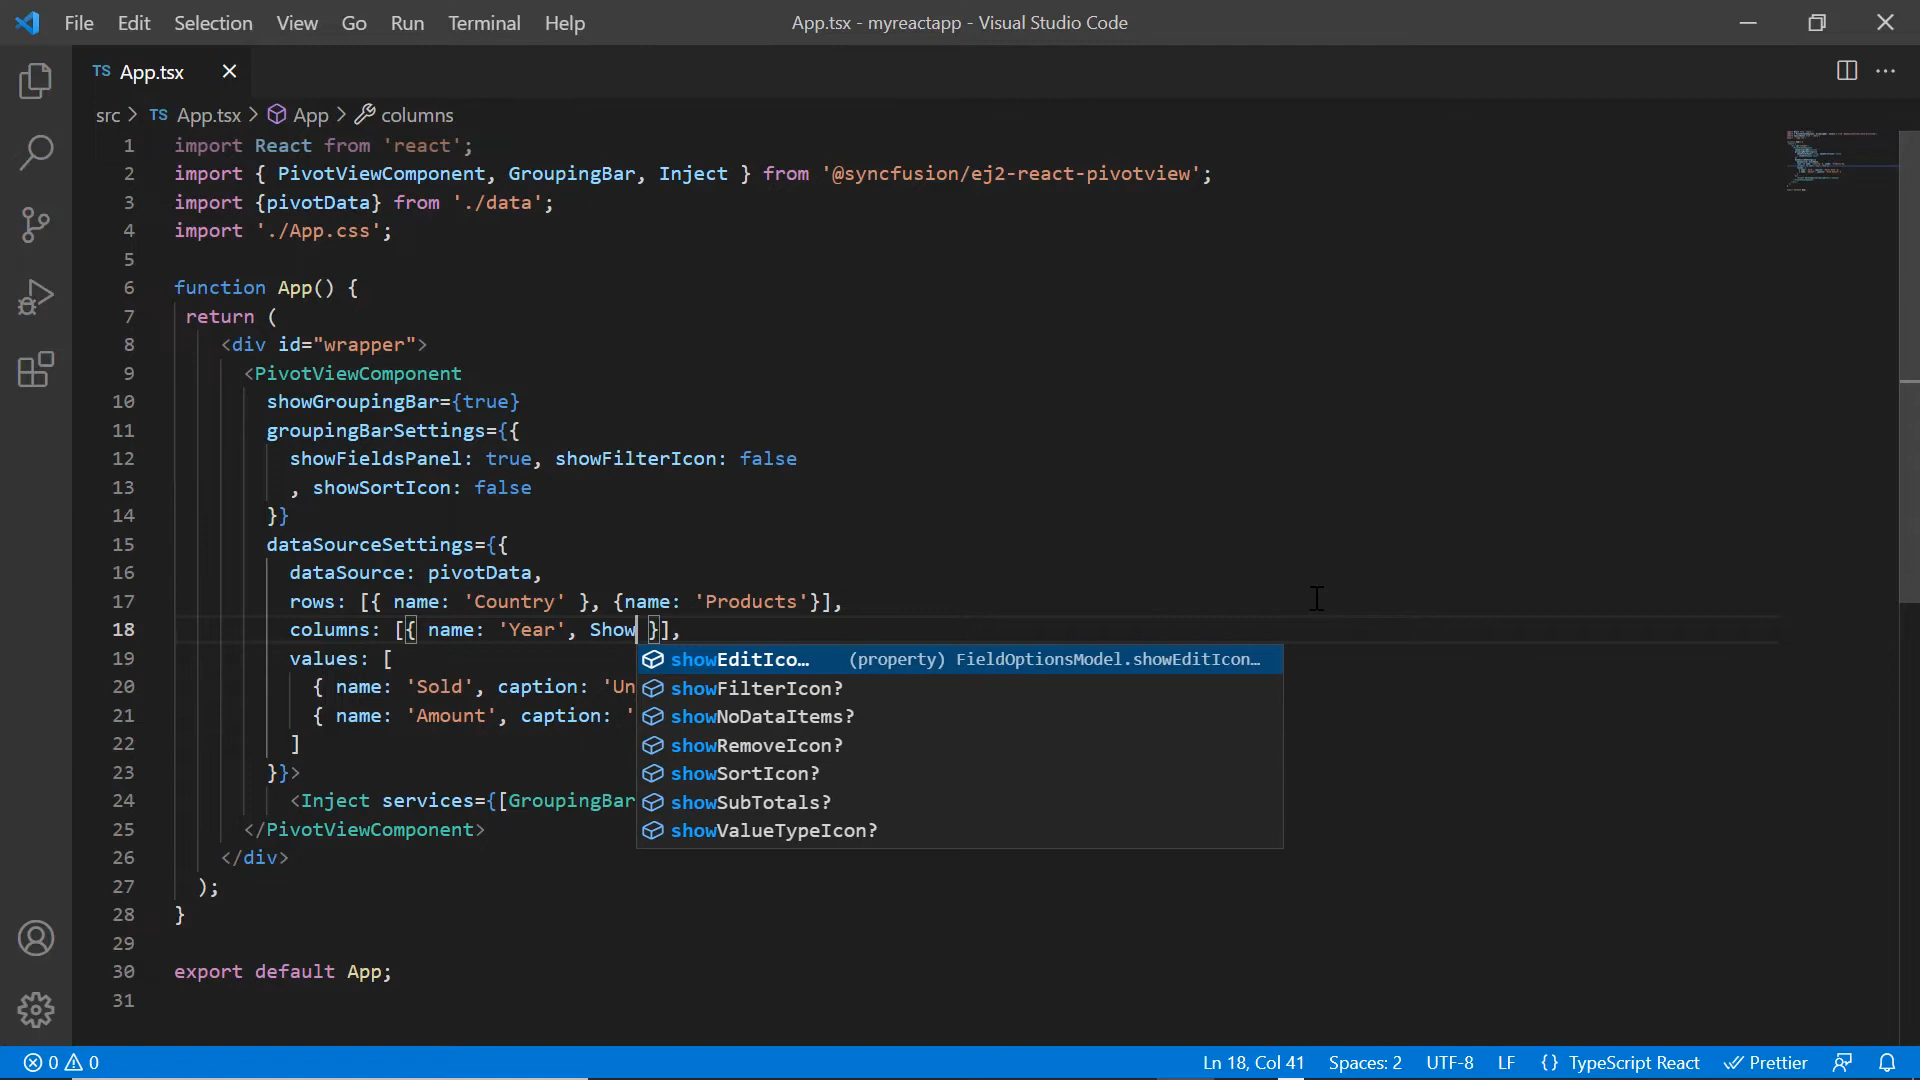 File Edit Selection View Go Run Terminal Help App.tsx - myreactapp - Visual Studio Code
TS App.tsx
src > TS App.tsx > App > columns
1 import React from 'react';
2 import { PivotViewComponent, GroupingBar, Inject } from '@syncfusion/ej2-react-pivotview';
3 import {pivotData} from './data';
4 import './App.css';
5
6 function App() {
7 return (
8 <div id="wrapper">
9 <PivotViewComponent
10 showGroupingBar={true}
11 groupingBarSettings={{
12 showFieldsPanel: true, showFilterIcon: false
13 , showSortIcon: false
14 }}
15 dataSourceSettings={{
16 dataSource: pivotData,
17 rows: [{ name: 'Country' }, {name: 'Products'}],
18 columns: [{ name: 'Year', Show }],
19 values: [
showEditIco… (property) FieldOptionsModel.showEditIcon…
20 { name: 'Sold', caption: 'Un
showFilterIcon?
21 { name: 'Amount', caption: '
showNoDataItems?
22 ]
showRemoveIcon?
23 }}>
showSortIcon?
24 <Inject services={[GroupingBar
showSubTotals?
25 </PivotViewComponent>
showValueTypeIcon?
26 </div>
27 );
28 }
29
30 export default App;
31
0 0 Ln 18, Col 41 Spaces: 2 UTF-8 LF {} TypeScript React Prettier